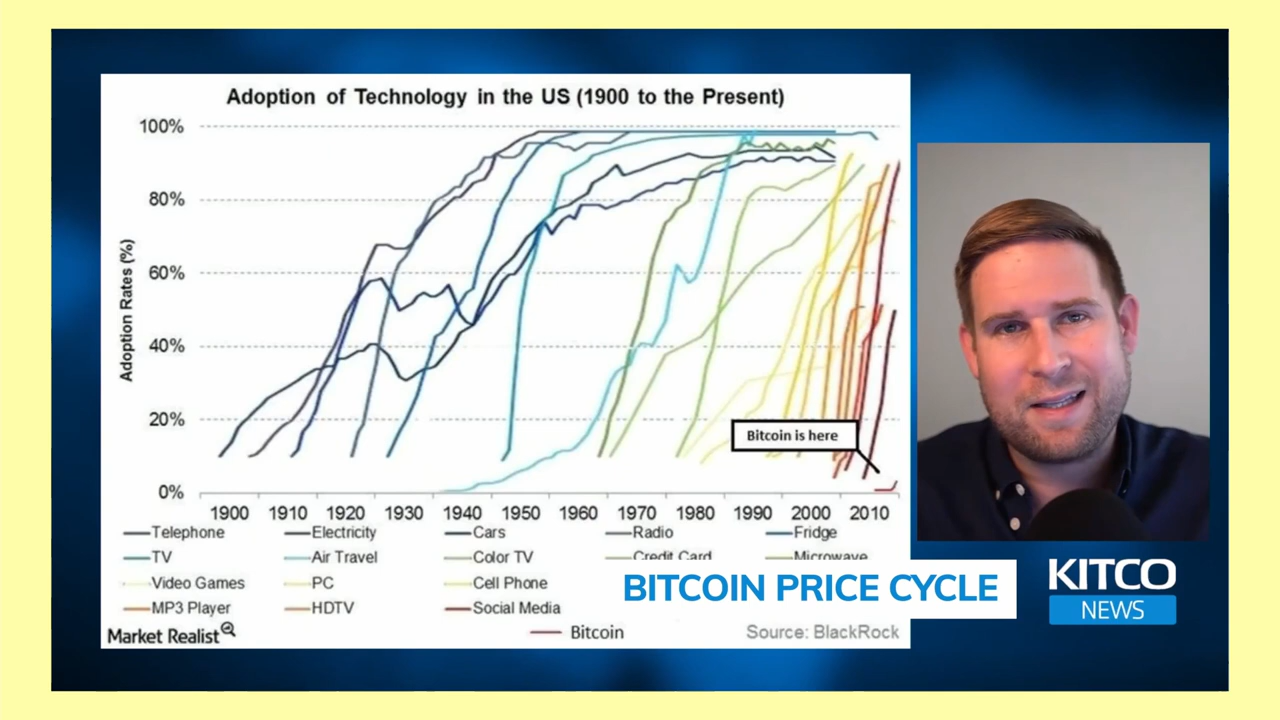 Adoption of Technology in the US (1900 to the Present)
100%
80%
60%
40%
20%
0%
Adoption Rates (%)
Bitcoin is here
1900 1910 1920 1930 1940 1950 1960 1970 1980 1990 2000 2010
Telephone Electricity Cars Radio Fridge
TV Air Travel Color TV Credit Card Microwave
Video Games PC Cell Phone
MP3 Player HDTV Social Media
Bitcoin
Market Realist
Source: BlackRock
BITCOIN PRICE CYCLE
KITCO
NEWS